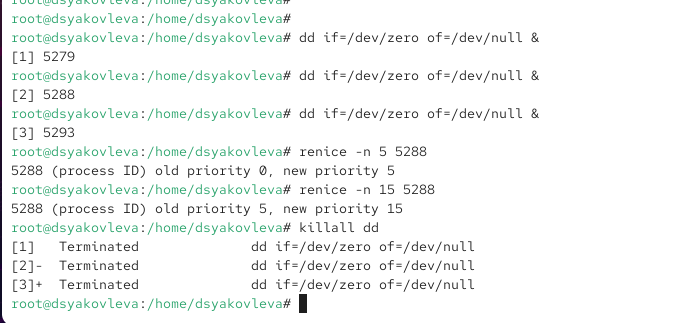 root@dsyakovleva:/home/dsyakovleva#
root@dsyakovleva:/home/dsyakovleva#
root@dsyakovleva:/home/dsyakovleva# dd if=/dev/zero of=/dev/null &
[1] 5279
root@dsyakovleva:/home/dsyakovleva# dd if=/dev/zero of=/dev/null &
[2] 5288
root@dsyakovleva:/home/dsyakovleva# dd if=/dev/zero of=/dev/null &
[3] 5293
root@dsyakovleva:/home/dsyakovleva# renice -n 5 5288
5288 (process ID) old priority 0, new priority 5
root@dsyakovleva:/home/dsyakovleva# renice -n 15 5288
5288 (process ID) old priority 5, new priority 15
root@dsyakovleva:/home/dsyakovleva# killall dd
[1]   Terminated              dd if=/dev/zero of=/dev/null
[2]-  Terminated              dd if=/dev/zero of=/dev/null
[3]+  Terminated              dd if=/dev/zero of=/dev/null
root@dsyakovleva:/home/dsyakovleva#